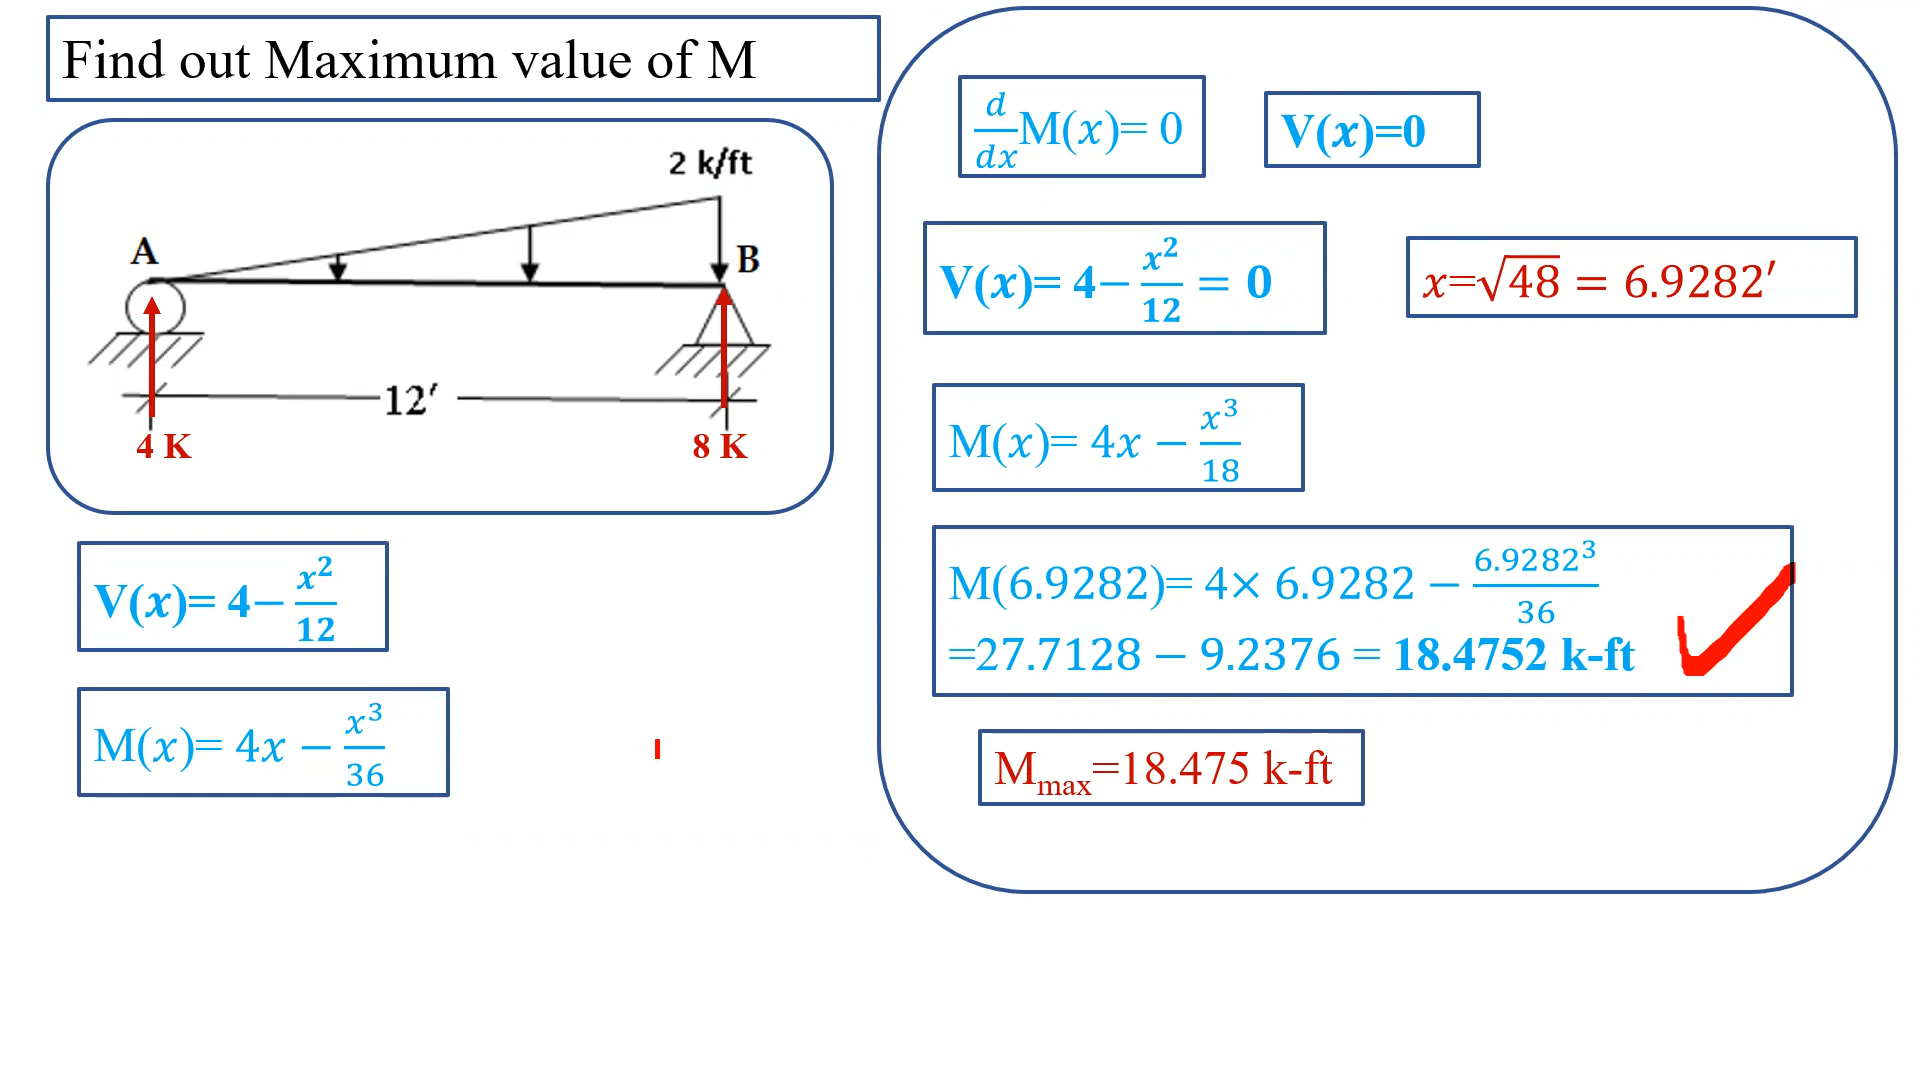 Find out Maximum value of M
2 k/ft
A
B
12′
4 K
8 K
V(x)= 4− x²/12
M(x)= 4x − x³/36
d/dx M(x)= 0
V(x)=0
V(x)= 4− x²/12 = 0
x=√48 = 6.9282′
M(x)= 4x − x³/18
M(6.9282)= 4× 6.9282 − 6.9282³/36
=27.7128 − 9.2376 = 18.4752 k-ft
Mmax=18.475 k-ft